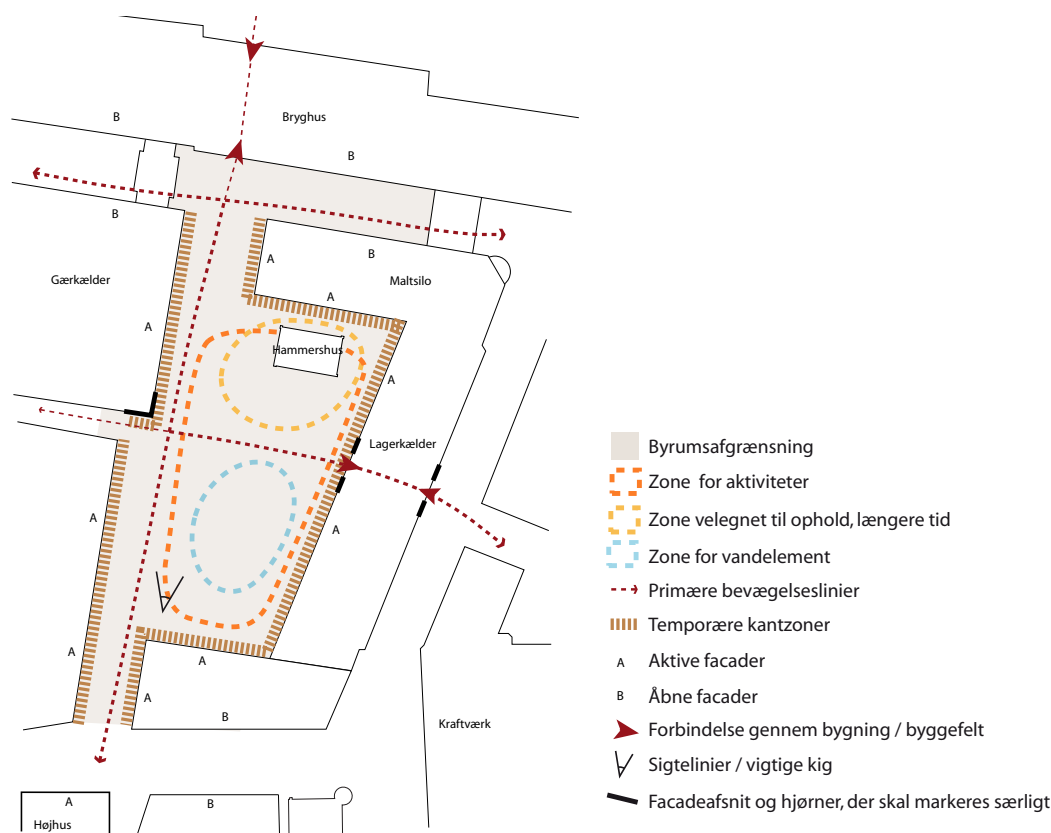 B
Bryghus
B
B
B
A
Maltsilo
Gærkælder
A
A
Hammershus
A
Lagerkælder
A
A
A
A
A
B
Kraftværk
A
B
Højhus
Byrumsafgrænsning
Zone for aktiviteter
Zone velegnet til ophold, længere tid
Zone for vandelement
Primære bevægelseslinier
Temporære kantzoner
A Aktive facader
B Åbne facader
Forbindelse gennem bygning / byggefelt
Sigtelinier / vigtige kig
Facadeafsnit og hjørner, der skal markeres særligt